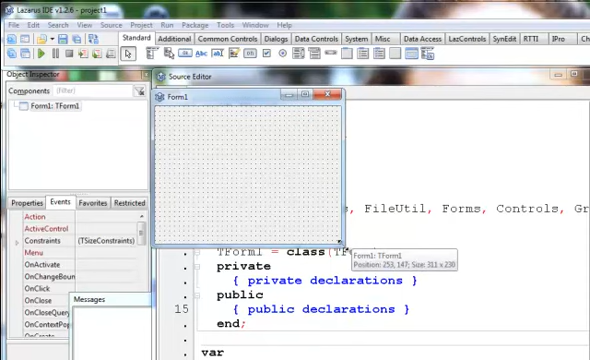 Lazarus IDE v1.2.6 - project1
File Edit Search View Source Project Run Package Tools Window Help
Standard Additional Common Controls Dialogs Data Controls System Misc Data Access LazControls SynEdit RTTI IPro
Object Inspector
Source Editor
Components (filter)
Form1: TForm1
Form1
Properties Events Favorites Restricted
Action
ActiveControl
Constraints (TSizeConstraints)
Menu
OnActivate
OnChangeBoun
OnClick
OnClose
OnCloseQuery
OnContextPop
OnCreate
Messages
s, FileUtil, Forms, Controls, Gr
TForm1 = class(TF
Form1: TForm1
Position: 253, 147; Size: 311 x 230
private
{ private declarations }
public
15 { public declarations }
end;
var